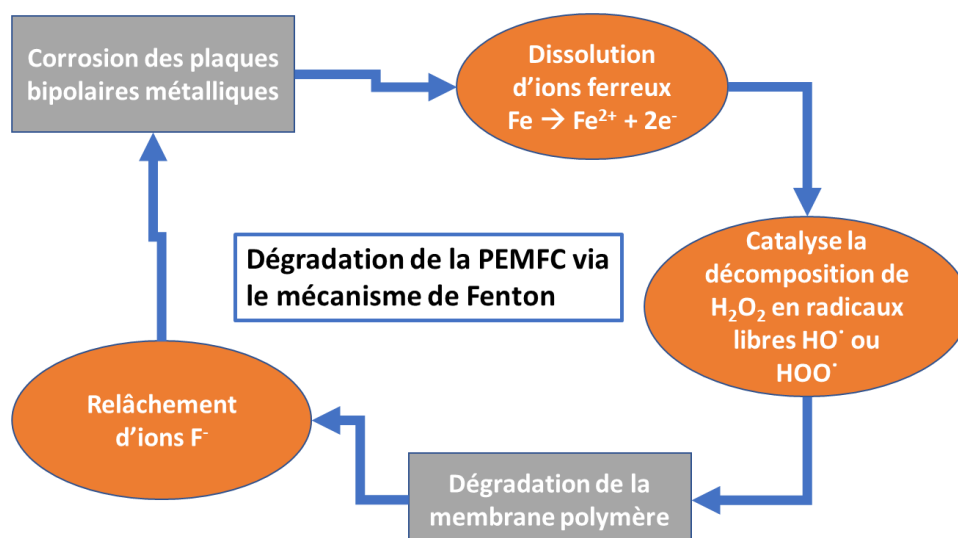 Corrosion des plaques
bipolaires métalliques
Dissolution
d'ions ferreux
Fe → Fe²⁺ + 2e⁻
Catalyse la
décomposition de
H₂O₂ en radicaux
libres HO˙ ou
HOO˙
Dégradation de la PEMFC via
le mécanisme de Fenton
Relâchement
d'ions F⁻
Dégradation de la
membrane polymère